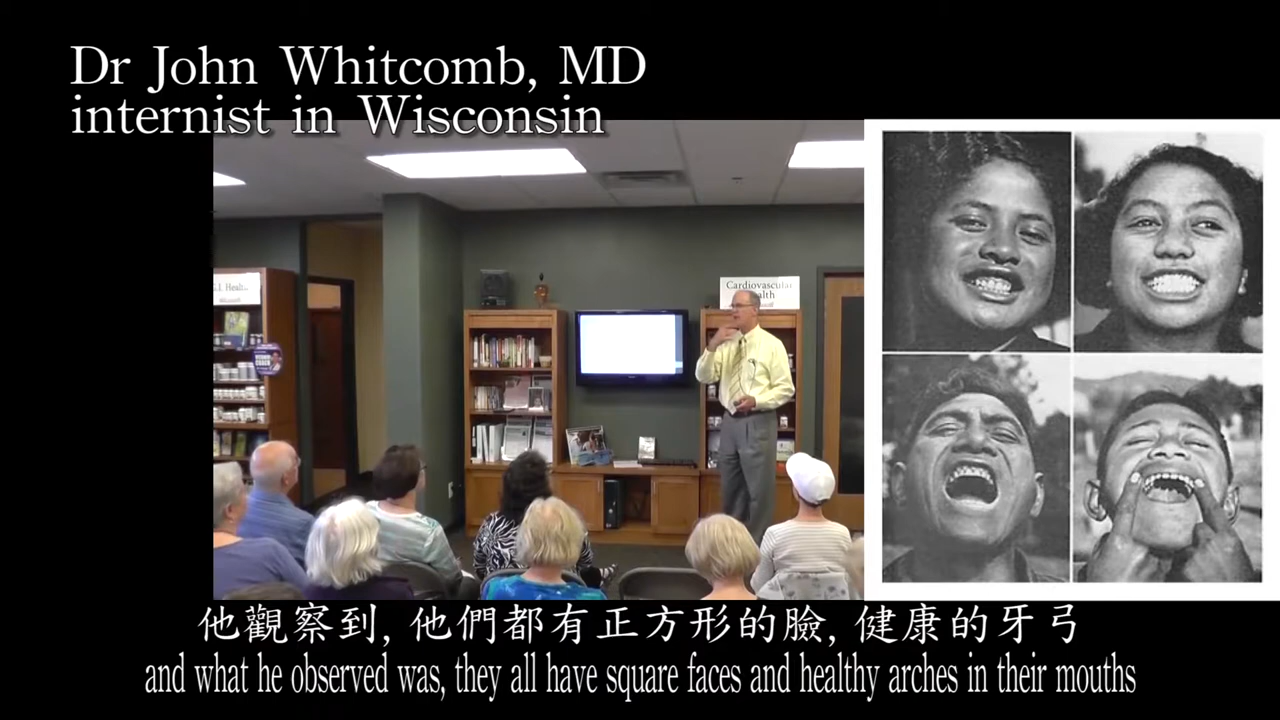 Dr John Whitcomb, MD
internist in Wisconsin
Cardiovascular
他觀察到, 他們都有正方形的臉, 健康的牙弓
and what he observed was, they all have square faces and healthy arches in their mouths